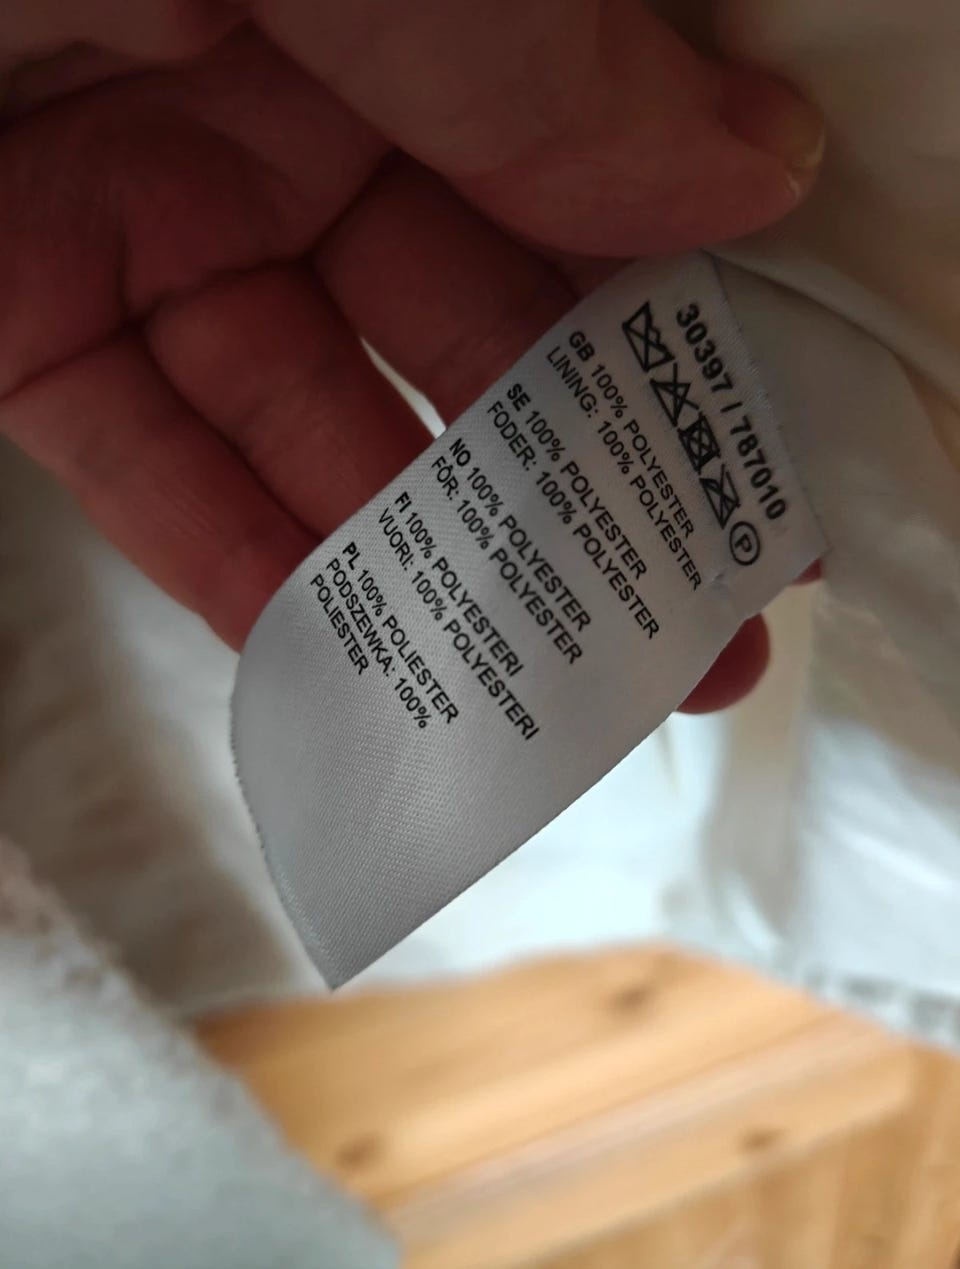 30397 / 787010
P
GB 100% POLYESTER
LINING: 100% POLYESTER
SE 100% POLYESTER
FODER: 100% POLYESTER
NO 100% POLYESTER
FÔR: 100% POLYESTER
FI 100% POLYESTERI
VUORI: 100% POLYESTERI
PL 100% POLIESTER
PODSZEWKA: 100%
POLIESTER